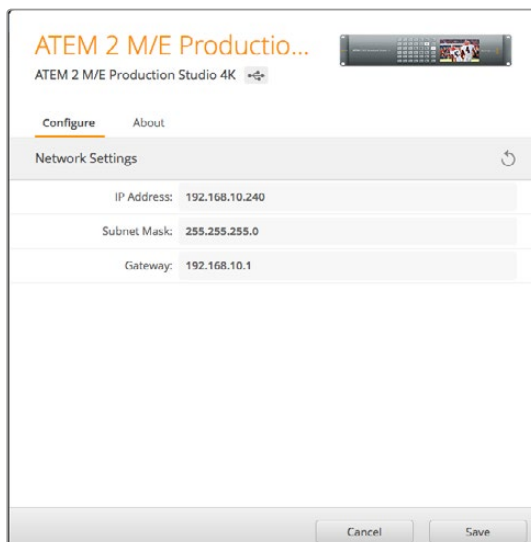 ATEM 2 M/E Productio...
ATEM 2 M/E Production Studio 4K
Configure About
Network Settings
IP Address: 192.168.10.240
Subnet Mask: 255.255.255.0
Gateway: 192.168.10.1
Cancel Save